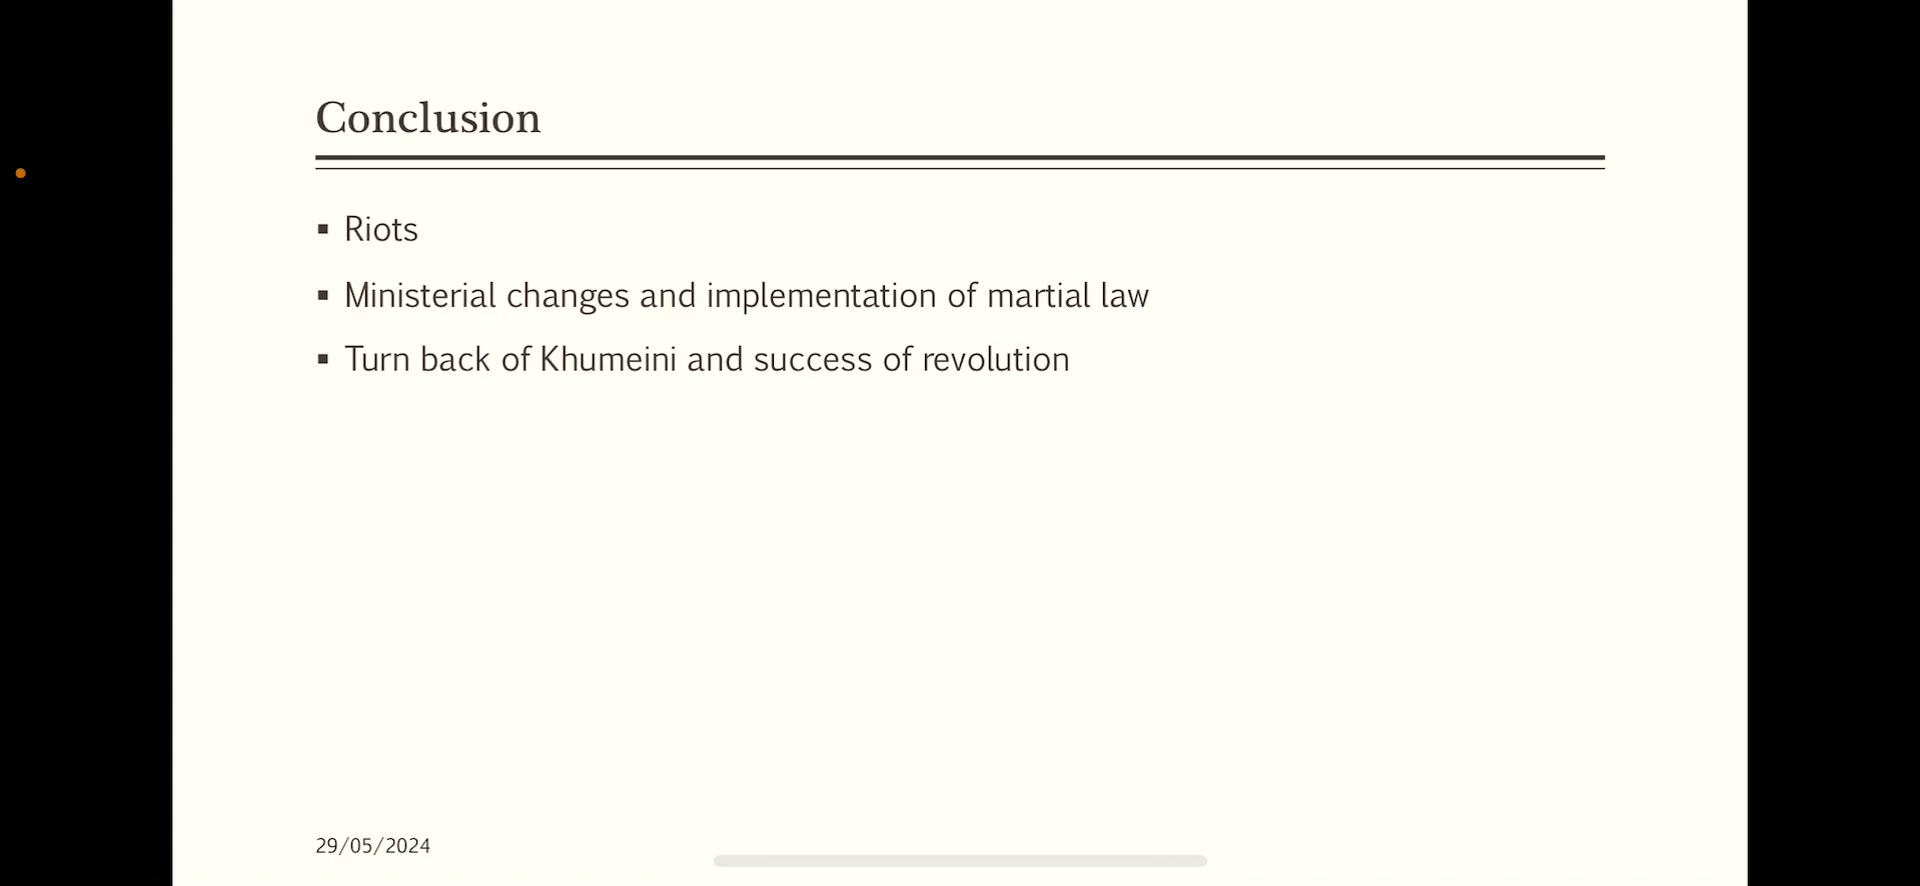 Conclusion
▪ Riots
▪ Ministerial changes and implementation of martial law
▪ Turn back of Khumeini and success of revolution
29/05/2024